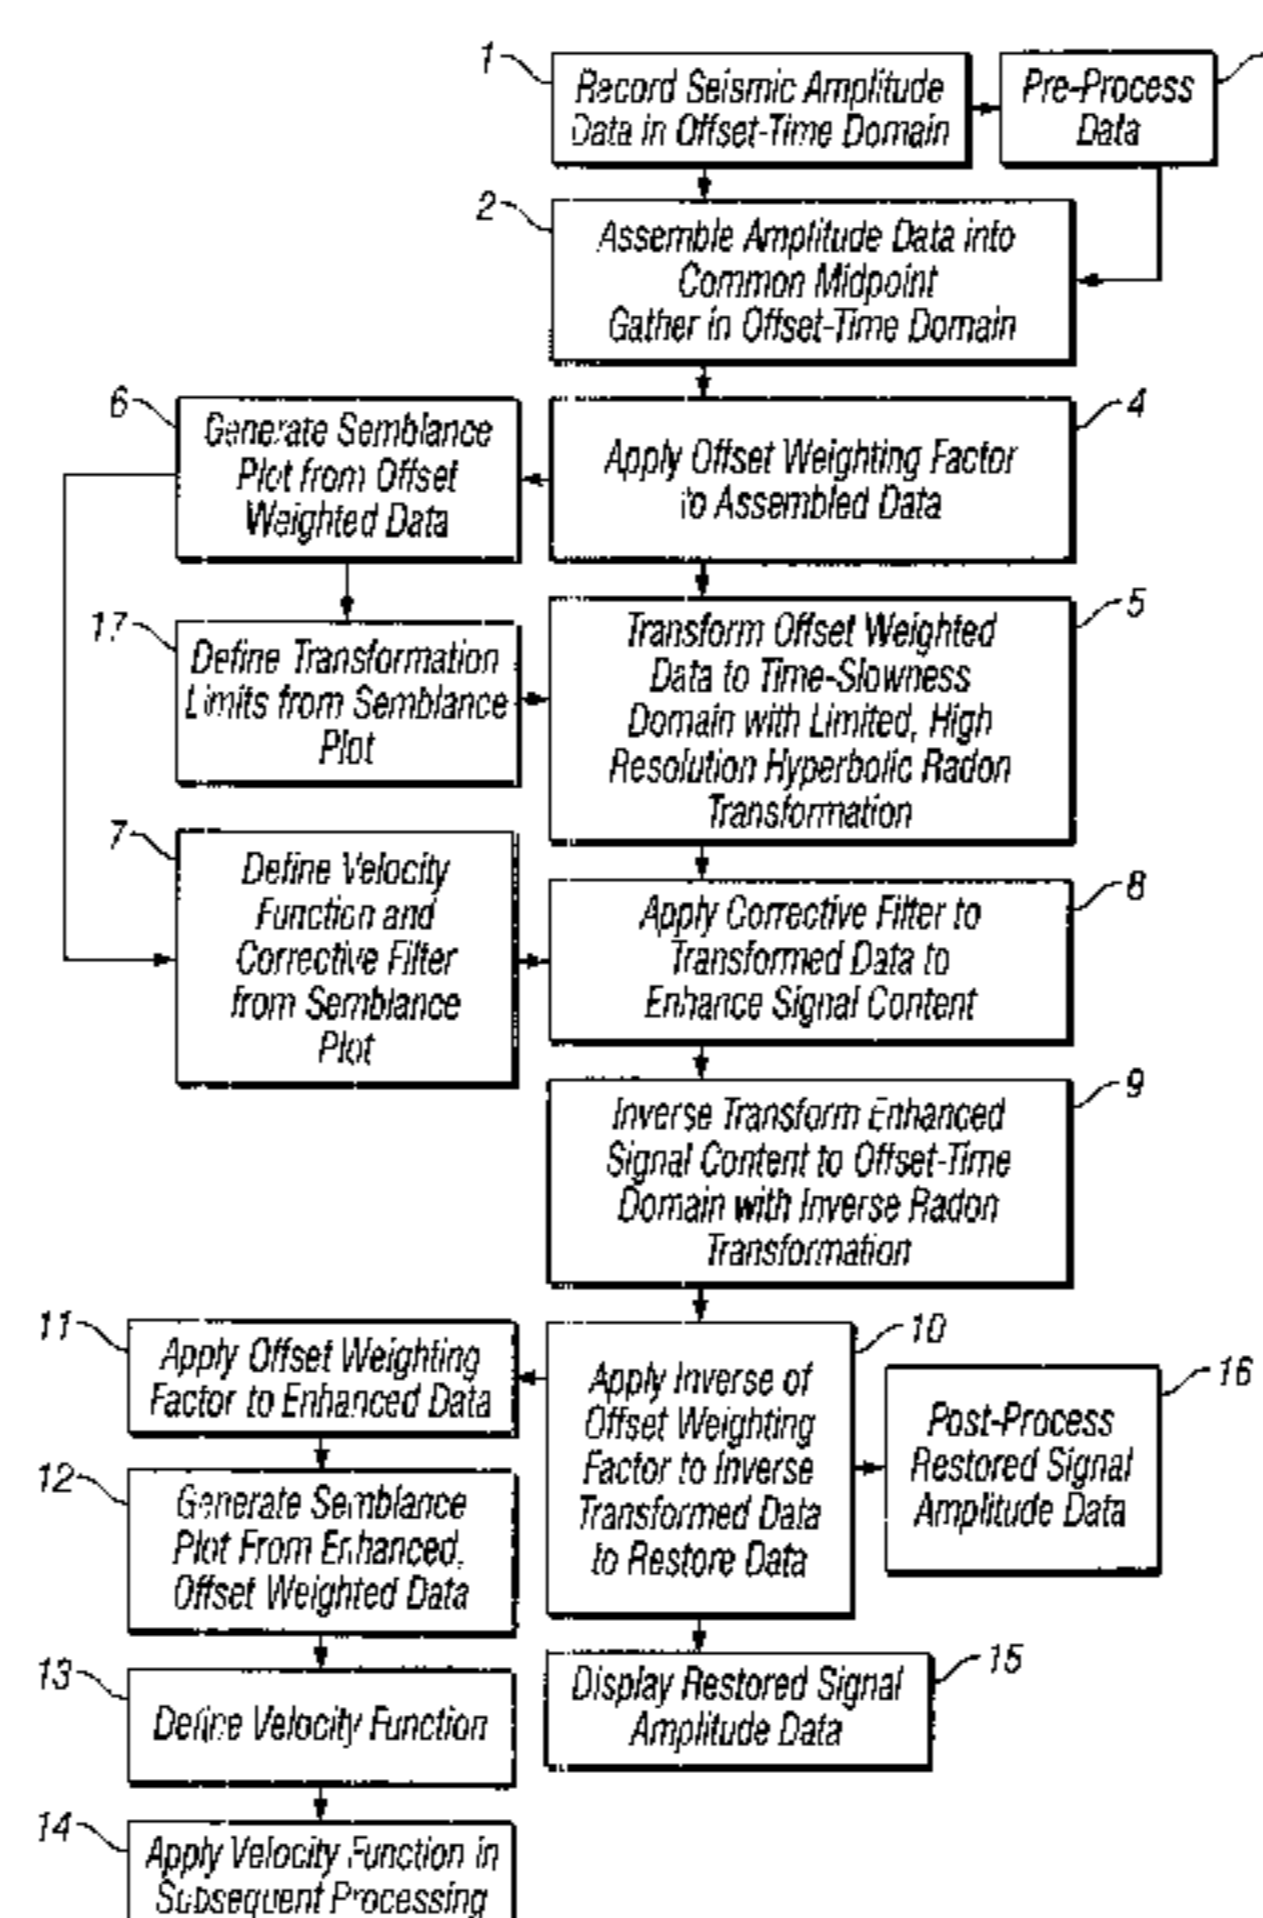 1
Record Seismic Amplitude
Data in Offset-Time Domain
Pre-Process
Data
2
Assemble Amplitude Data into
Common Midpoint
Gather in Offset-Time Domain
6
Generate Semblance
Plot from Offset
Weighted Data
4
Apply Offset Weighting Factor
to Assembled Data
17
Define Transformation
Limits from Semblance
Plot
5
Transform Offset Weighted
Data to Time-Slowness
Domain with Limited, High
Resolution Hyperbolic Radon
Transformation
7
Define Velocity
Function and
Corrective Filter
from Semblance
Plot
8
Apply Corrective Filter to
Transformed Data to
Enhance Signal Content
9
Inverse Transform Enhanced
Signal Content to Offset-Time
Domain with Inverse Radon
Transformation
11
Apply Offset Weighting
Factor to Enhanced Data
10
Apply Inverse of
Offset Weighting
Factor to Inverse
Transformed Data
to Restore Data
16
Post-Process
Restored Signal
Amplitude Data
12
Generate Semblance
Plot From Enhanced,
Offset Weighted Data
13
Define Velocity Function
15
Display Restored Signal
Amplitude Data
14
Apply Velocity Function in
Subsequent Processing